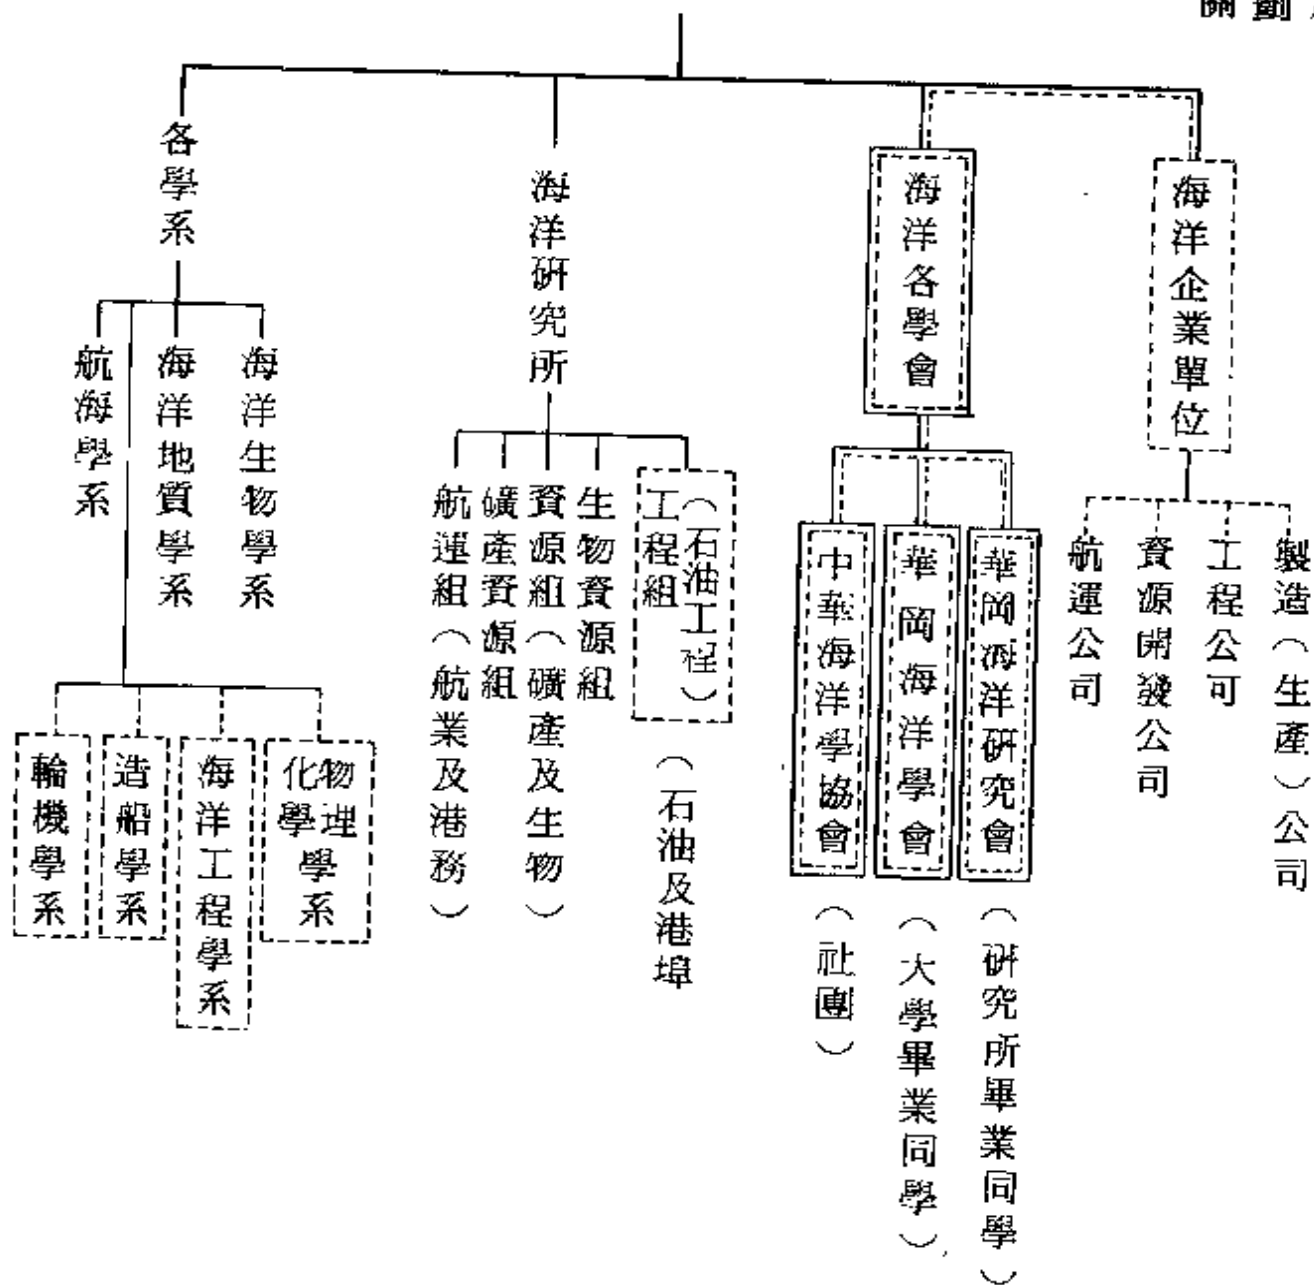 海洋企業單位
製造（生產）公司
工程公可
資源開發公司
航運公司
海洋各學會
華岡海洋研究會
（研究所畢業同學）
華岡海洋學會
（大學畢業同學）
中華海洋學協會
（社團）
海洋研究所
（石油工程）
工程組
（石油及港埠
生物資源組
資源組（礦產及生物）
礦產資源組
航運組（航業及港務）
各學系
海洋生物學系
海洋地質學系
航海學系
物理
化學學系
海洋工程學系
造船學系
輪機學系